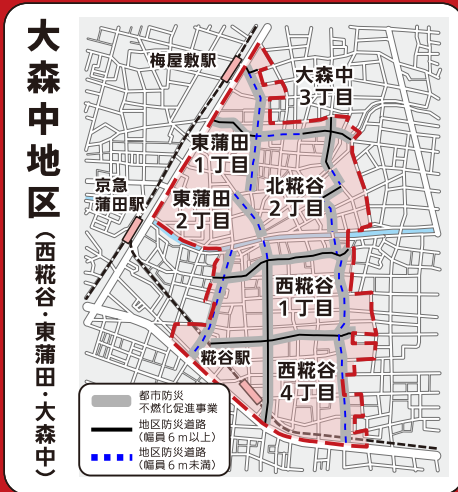 大森中地区(西糀谷・東蒲田・大森中)
梅屋敷駅
大森中
3丁目
東蒲田
1丁目
京急
蒲田駅
東蒲田
2丁目
北糀谷
2丁目
西糀谷
1丁目
糀谷駅
西糀谷
4丁目
都市防災
不燃化促進事業
地区防災道路
(幅員6m以上)
地区防災道路
(幅員6m未満)